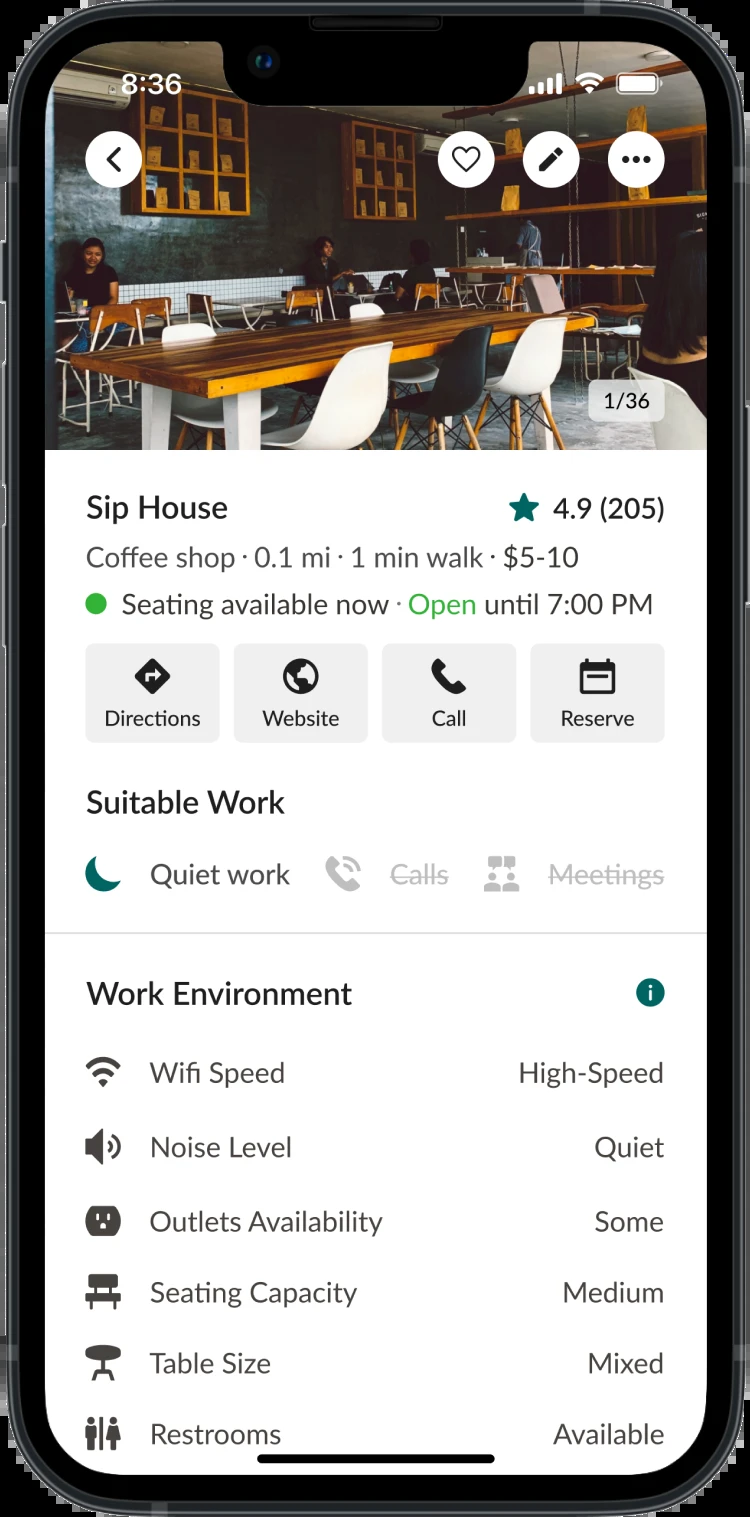 8:36
1/36
Sip House 4.9 (205)
Coffee shop · 0.1 mi · 1 min walk · $5-10
Seating available now · Open until 7:00 PM
Directions Website Call Reserve
Suitable Work
Quiet work Calls Meetings
Work Environment
Wifi Speed High-Speed
Noise Level Quiet
Outlets Availability Some
Seating Capacity Medium
Table Size Mixed
Restrooms Available